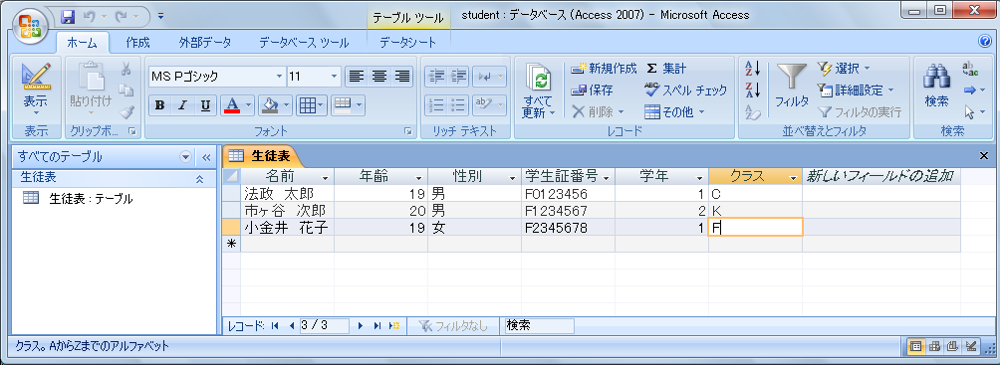 テーブル ツール student : データベース (Access 2007) - Microsoft Access
ホーム 作成 外部データ データベース ツール データシート
MS Pゴシック 11 新規作成 Σ 集計 選択
表示 貼り付け B I U A すべて更新 保存 ABC スペル チェック フィルタ 詳細設定 検索
削除 その他 フィルタの実行
表示 クリップボ... フォント リッチ テキスト レコード 並べ替えとフィルタ 検索
すべてのテーブル 生徒表
生徒表 名前 年齢 性別 学生証番号 学年 クラス 新しいフィールドの追加
生徒表 : テーブル 法政 太郎 19 男 F0123456 1 C
市ヶ谷 次郎 20 男 F1234567 2 K
小金井 花子 19 女 F2345678 1 F
レコード: 3 / 3 フィルタなし 検索
クラス。AからZまでのアルファベット